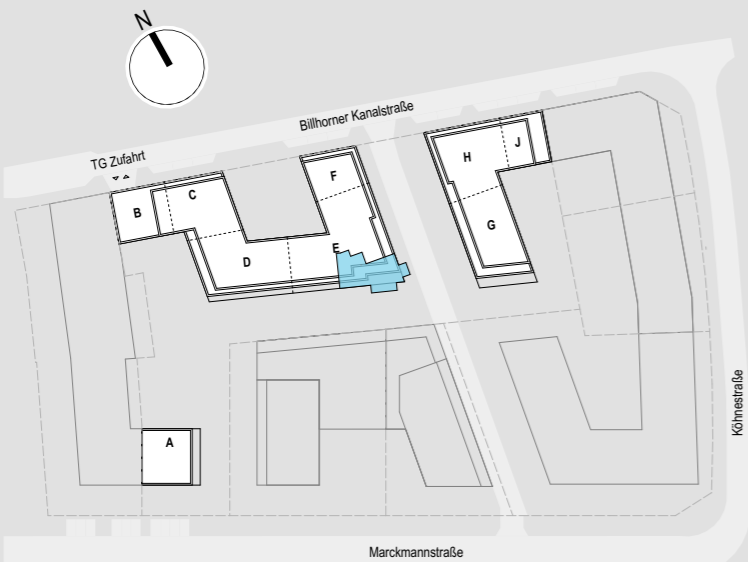 N
Billhorner Kanalstraße
TG Zufahrt
H
J
F
C
B
G
E
D
Köhnestraße
A
Marckmannstraße